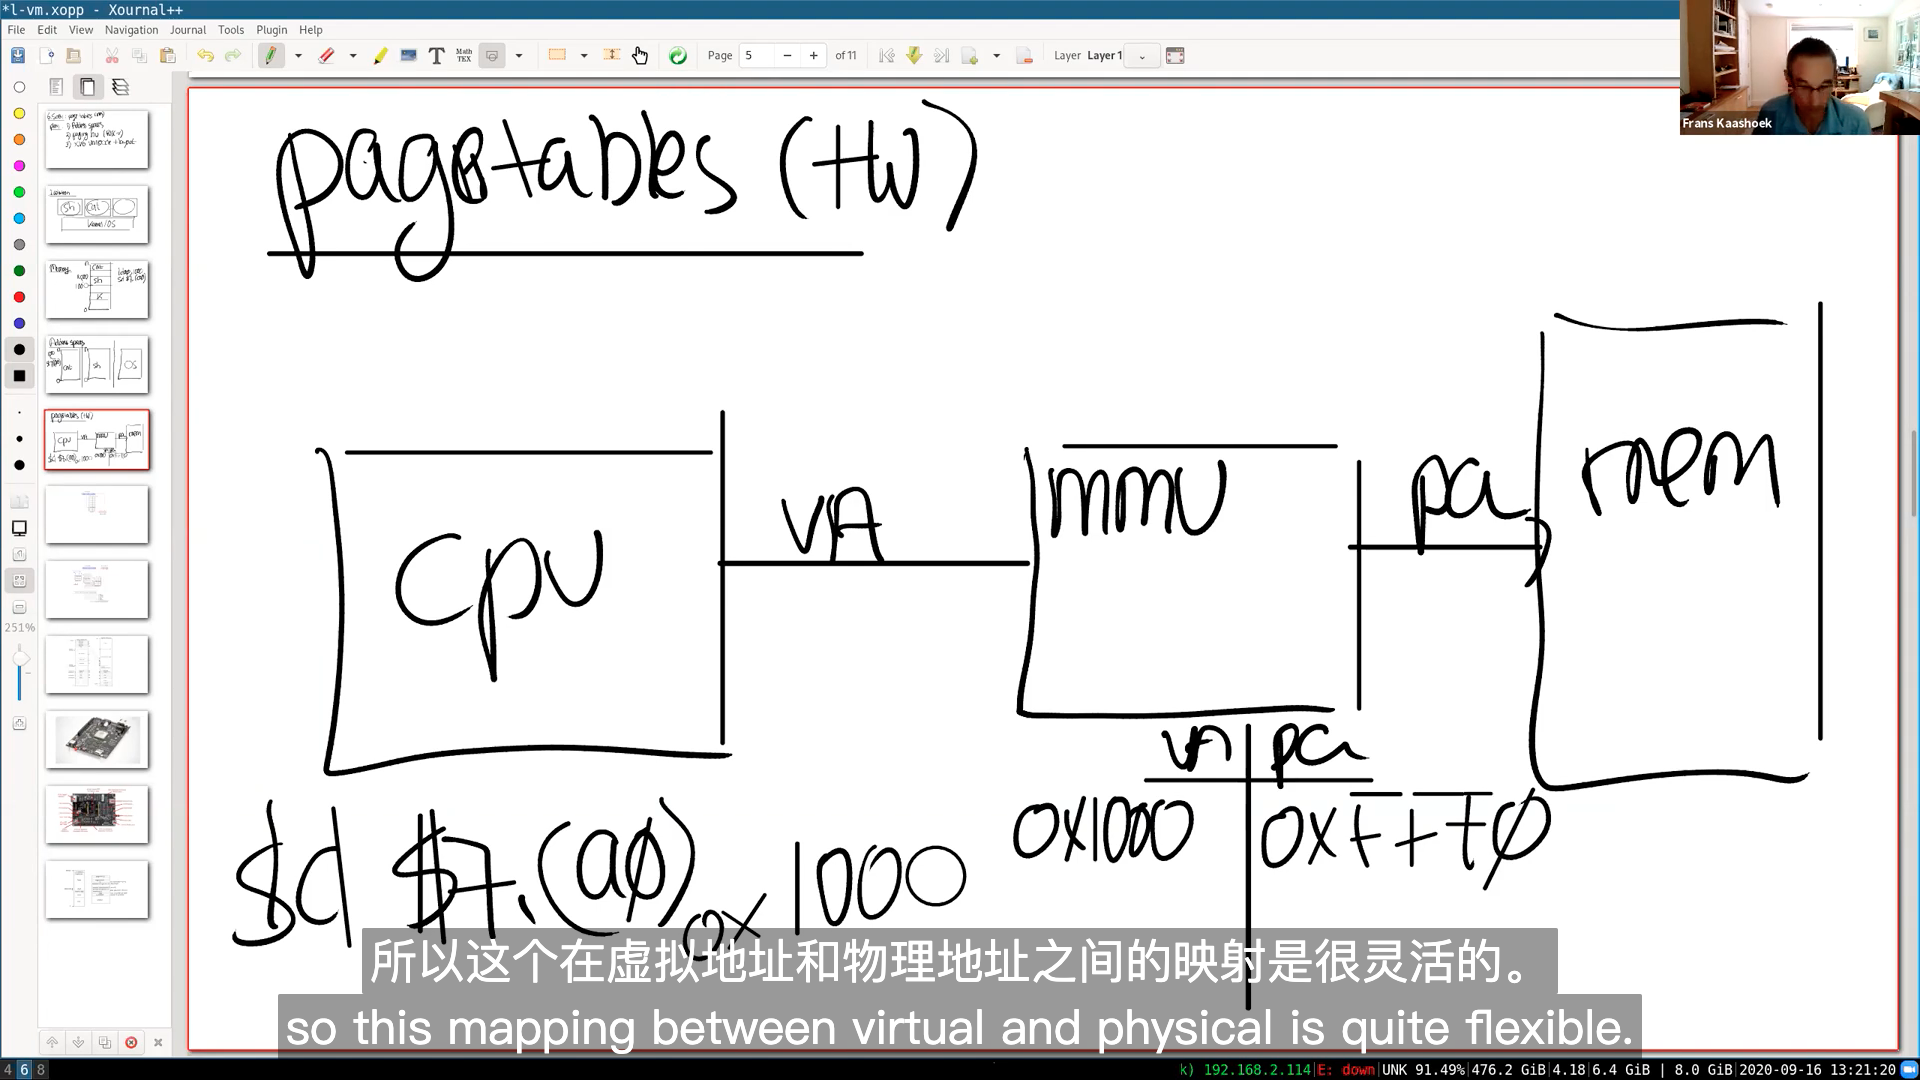 *l-vm.xopp - Xournal++
File Edit View Navigation Journal Tools Plugin Help
Math
TEX
Page 5 of 11 Layer Layer 1
Frans Kaashoek
pagetables (HW)
cpu
VA
mmu
pa
mem
va pa
0x1000 0xFFF0
sd $7,(a0)
0x1000
251%
所以这个在虚拟地址和物理地址之间的映射是很灵活的。
so this mapping between virtual and physical is quite flexible.
4 6 8
k) 192.168.2.114|E: down|UNK 91.49%|476.2 GiB|4.18|6.4 GiB | 8.0 GiB|2020-09-16 13:21:20